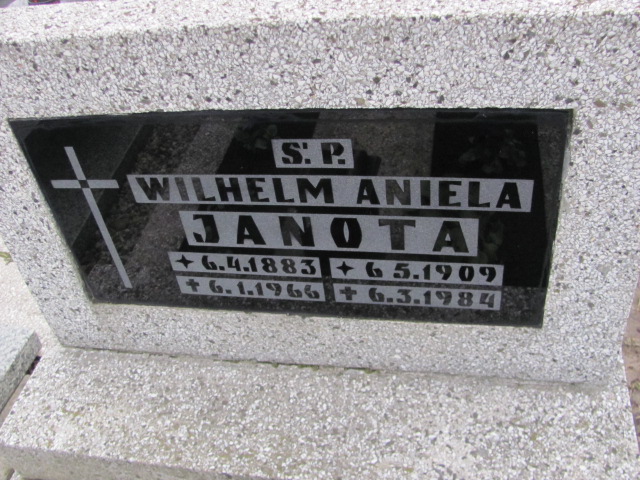 Ś. P.
WILHELM ANIELA
JANOTA
✦ 6.4.1883 ✦ 6 5.1909
✝ 6.1.1966 ✝ 6.3.1984